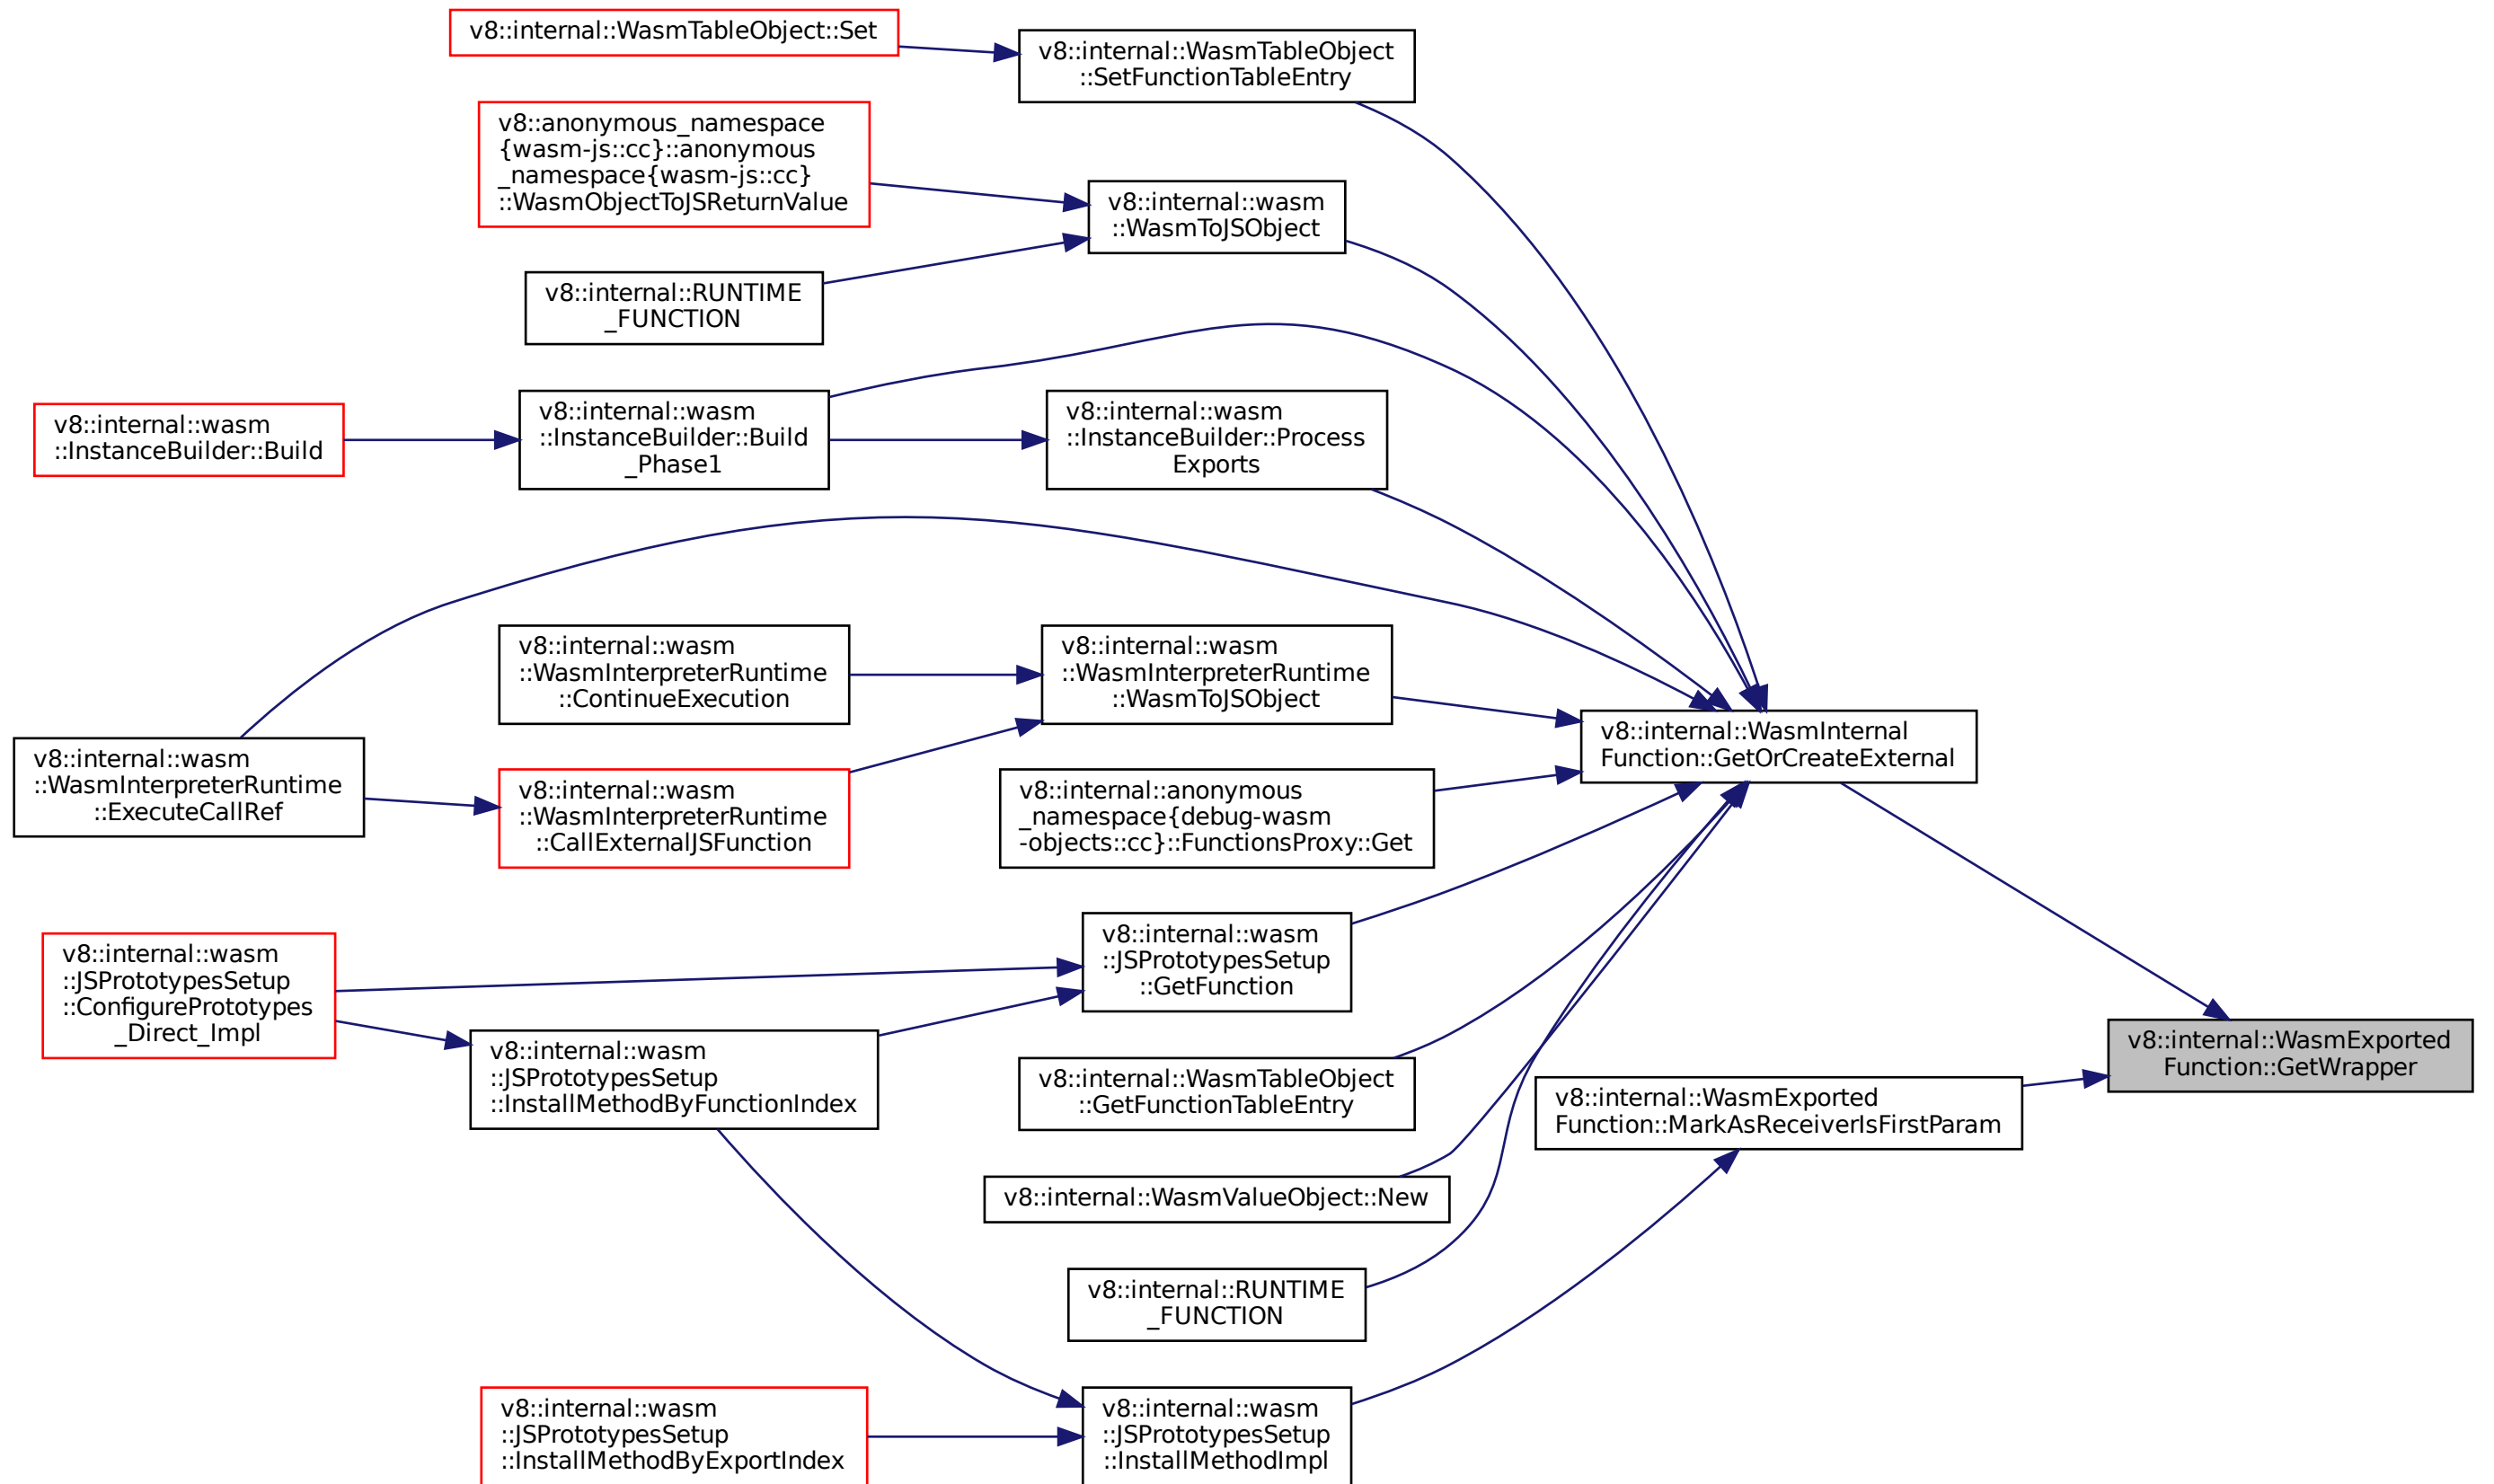 v8::internal::WasmTableObject::Set
v8::internal::WasmTableObject
::SetFunctionTableEntry
v8::anonymous_namespace
{wasm-js::cc}::anonymous
_namespace{wasm-js::cc}
::WasmObjectToJSReturnValue
v8::internal::wasm
::WasmToJSObject
v8::internal::RUNTIME
_FUNCTION
v8::internal::wasm
::InstanceBuilder::Build
v8::internal::wasm
::InstanceBuilder::Build
_Phase1
v8::internal::wasm
::InstanceBuilder::Process
Exports
v8::internal::wasm
::WasmInterpreterRuntime
::ContinueExecution
v8::internal::wasm
::WasmInterpreterRuntime
::WasmToJSObject
v8::internal::WasmInternal
Function::GetOrCreateExternal
v8::internal::wasm
::WasmInterpreterRuntime
::ExecuteCallRef
v8::internal::wasm
::WasmInterpreterRuntime
::CallExternalJSFunction
v8::internal::anonymous
_namespace{debug-wasm
-objects::cc}::FunctionsProxy::Get
v8::internal::wasm
::JSPrototypesSetup
::ConfigurePrototypes
_Direct_Impl
v8::internal::wasm
::JSPrototypesSetup
::GetFunction
v8::internal::wasm
::JSPrototypesSetup
::InstallMethodByFunctionIndex
v8::internal::WasmTableObject
::GetFunctionTableEntry
v8::internal::WasmExported
Function::MarkAsReceiverIsFirstParam
v8::internal::WasmExported
Function::GetWrapper
v8::internal::WasmValueObject::New
v8::internal::RUNTIME
_FUNCTION
v8::internal::wasm
::JSPrototypesSetup
::InstallMethodByExportIndex
v8::internal::wasm
::JSPrototypesSetup
::InstallMethodImpl